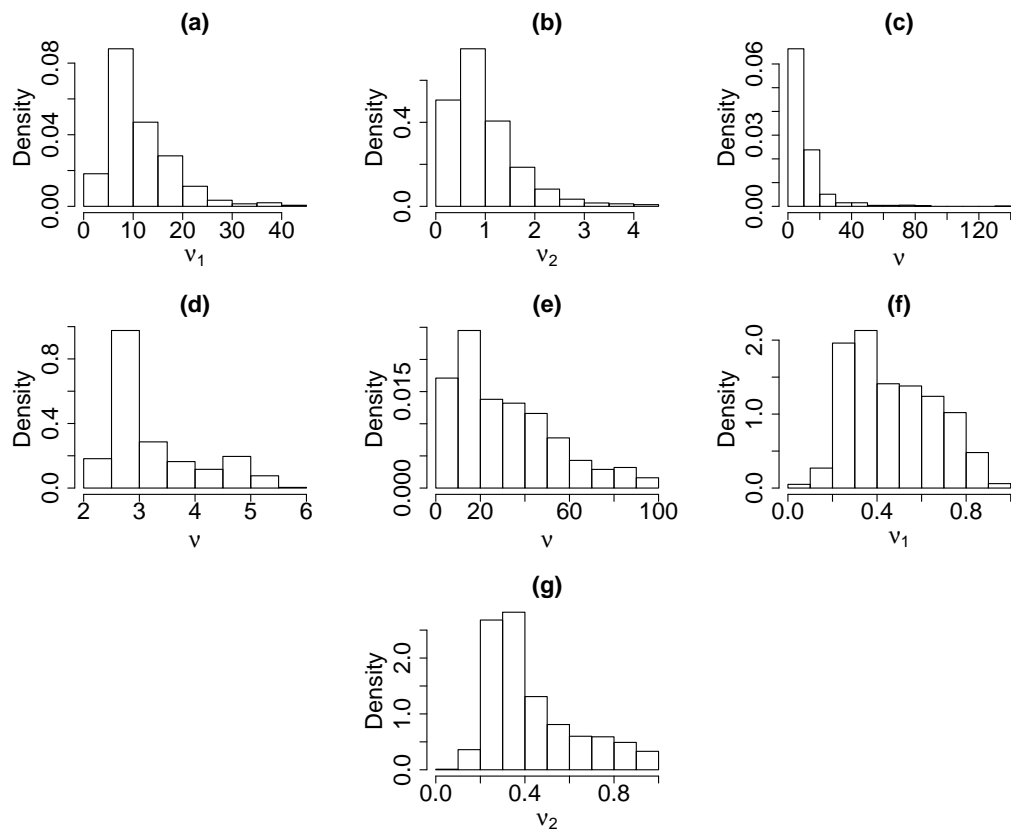 (a)
Density
0.00 0.04 0.08
0 10 20 30 40
ν1
(b)
Density
0.0 0.4
0 1 2 3 4
ν2
(c)
Density
0.00 0.03 0.06
0 40 80 120
ν
(d)
Density
0.0 0.4 0.8
2 3 4 5 6
ν
(e)
Density
0.000 0.015
0 20 60 100
ν
(f)
Density
0.0 1.0 2.0
0.0 0.4 0.8
ν1
(g)
Density
0.0 1.0 2.0
0.0 0.4 0.8
ν2